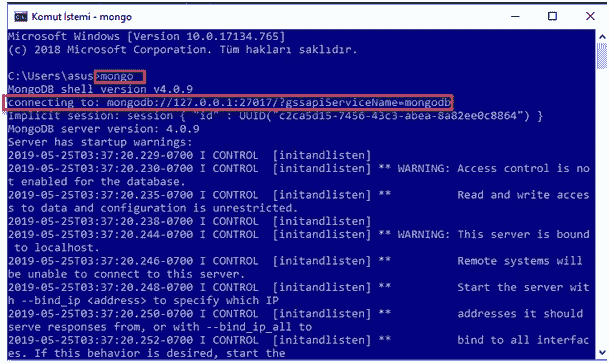 Komut İstemi - mongo
Microsoft Windows [Version 10.0.17134.765]
(c) 2018 Microsoft Corporation. Tüm hakları saklıdır.
C:\Users\asus>mongo
MongoDB shell version v4.0.9
connecting to: mongodb://127.0.0.1:27017/?gssapiServiceName=mongodb
Implicit session: session { "id" : UUID("c2ca5d15-7456-43c3-abea-8a82ee0c8864") }
MongoDB server version: 4.0.9
Server has startup warnings:
2019-05-25T03:37:20.229-0700 I CONTROL  [initandlisten]
2019-05-25T03:37:20.230-0700 I CONTROL  [initandlisten] ** WARNING: Access control is no
t enabled for the database.
2019-05-25T03:37:20.235-0700 I CONTROL  [initandlisten] **          Read and write acces
s to data and configuration is unrestricted.
2019-05-25T03:37:20.238-0700 I CONTROL  [initandlisten]
2019-05-25T03:37:20.244-0700 I CONTROL  [initandlisten] ** WARNING: This server is bound
 to localhost.
2019-05-25T03:37:20.246-0700 I CONTROL  [initandlisten] **          Remote systems will
be unable to connect to this server.
2019-05-25T03:37:20.248-0700 I CONTROL  [initandlisten] **          Start the server wit
h --bind_ip <address> to specify which IP
2019-05-25T03:37:20.250-0700 I CONTROL  [initandlisten] **          addresses it should
serve responses from, or with --bind_ip_all to
2019-05-25T03:37:20.252-0700 I CONTROL  [initandlisten] **          bind to all interfac
es. If this behavior is desired, start the